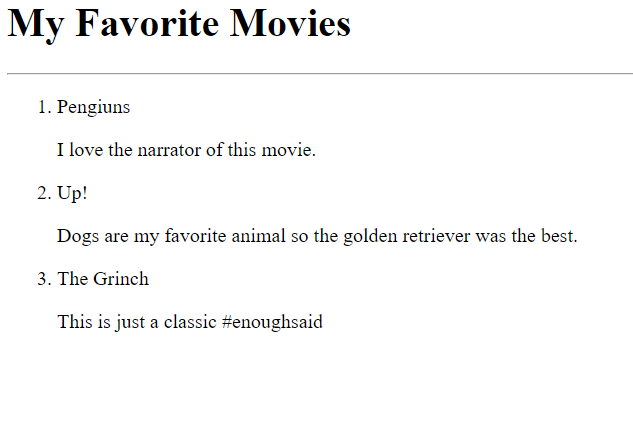 My Favorite Movies
1. Pengiuns
I love the narrator of this movie.
2. Up!
Dogs are my favorite animal so the golden retriever was the best.
3. The Grinch
This is just a classic #enoughsaid